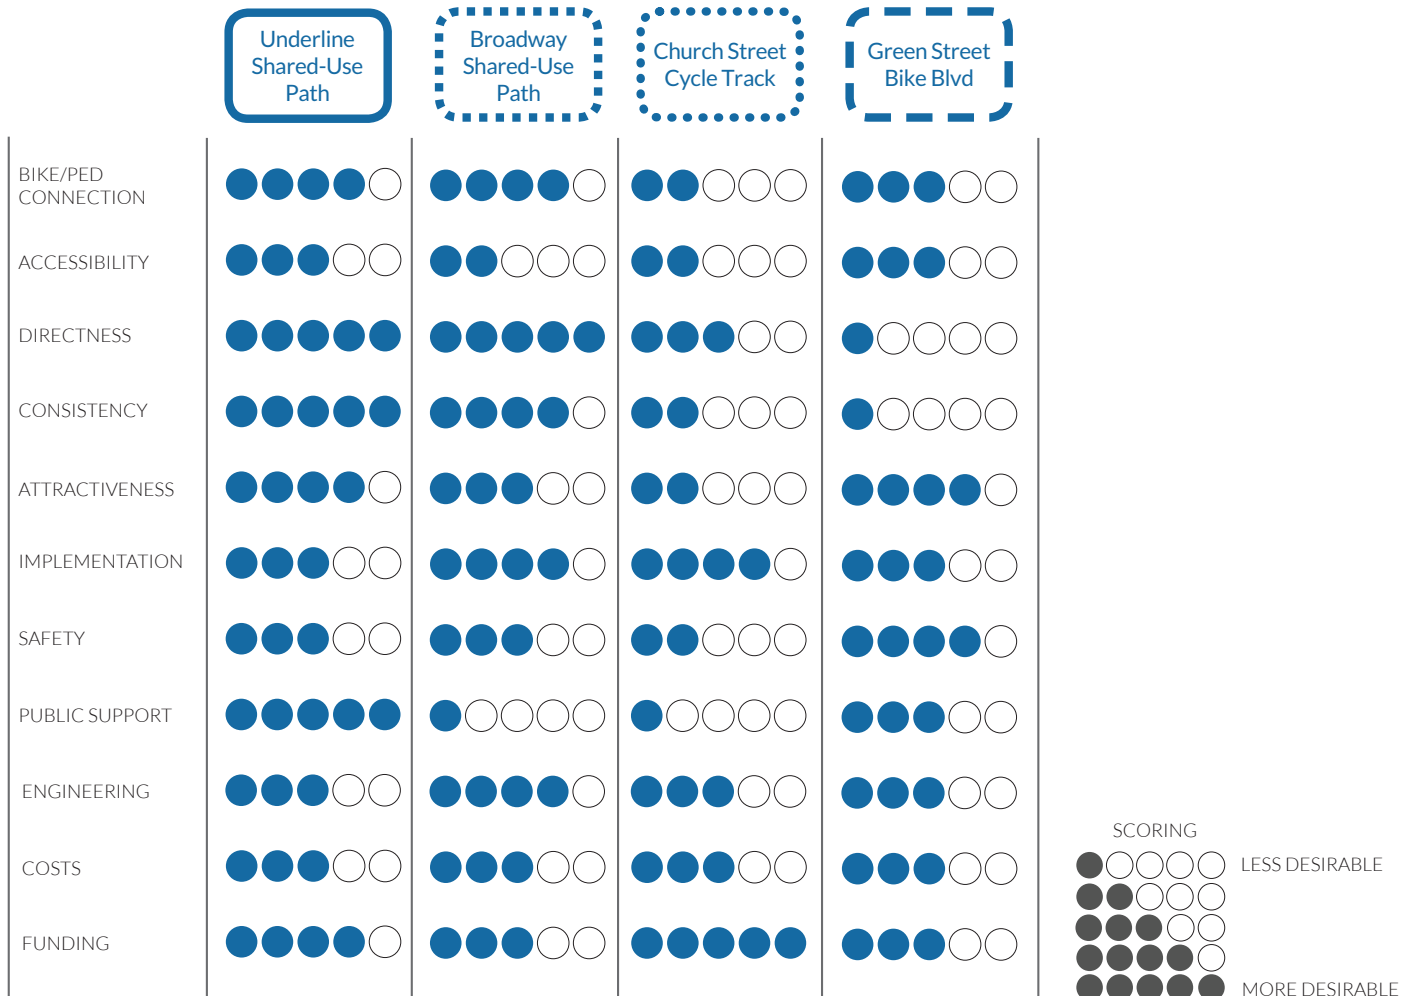 Underline
Shared-Use
Path
Broadway
Shared-Use
Path
Church Street
Cycle Track
Green Street
Bike Blvd
BIKE/PED
CONNECTION
ACCESSIBILITY
DIRECTNESS
CONSISTENCY
ATTRACTIVENESS
IMPLEMENTATION
SAFETY
PUBLIC SUPPORT
ENGINEERING
COSTS
FUNDING
SCORING
LESS DESIRABLE
MORE DESIRABLE